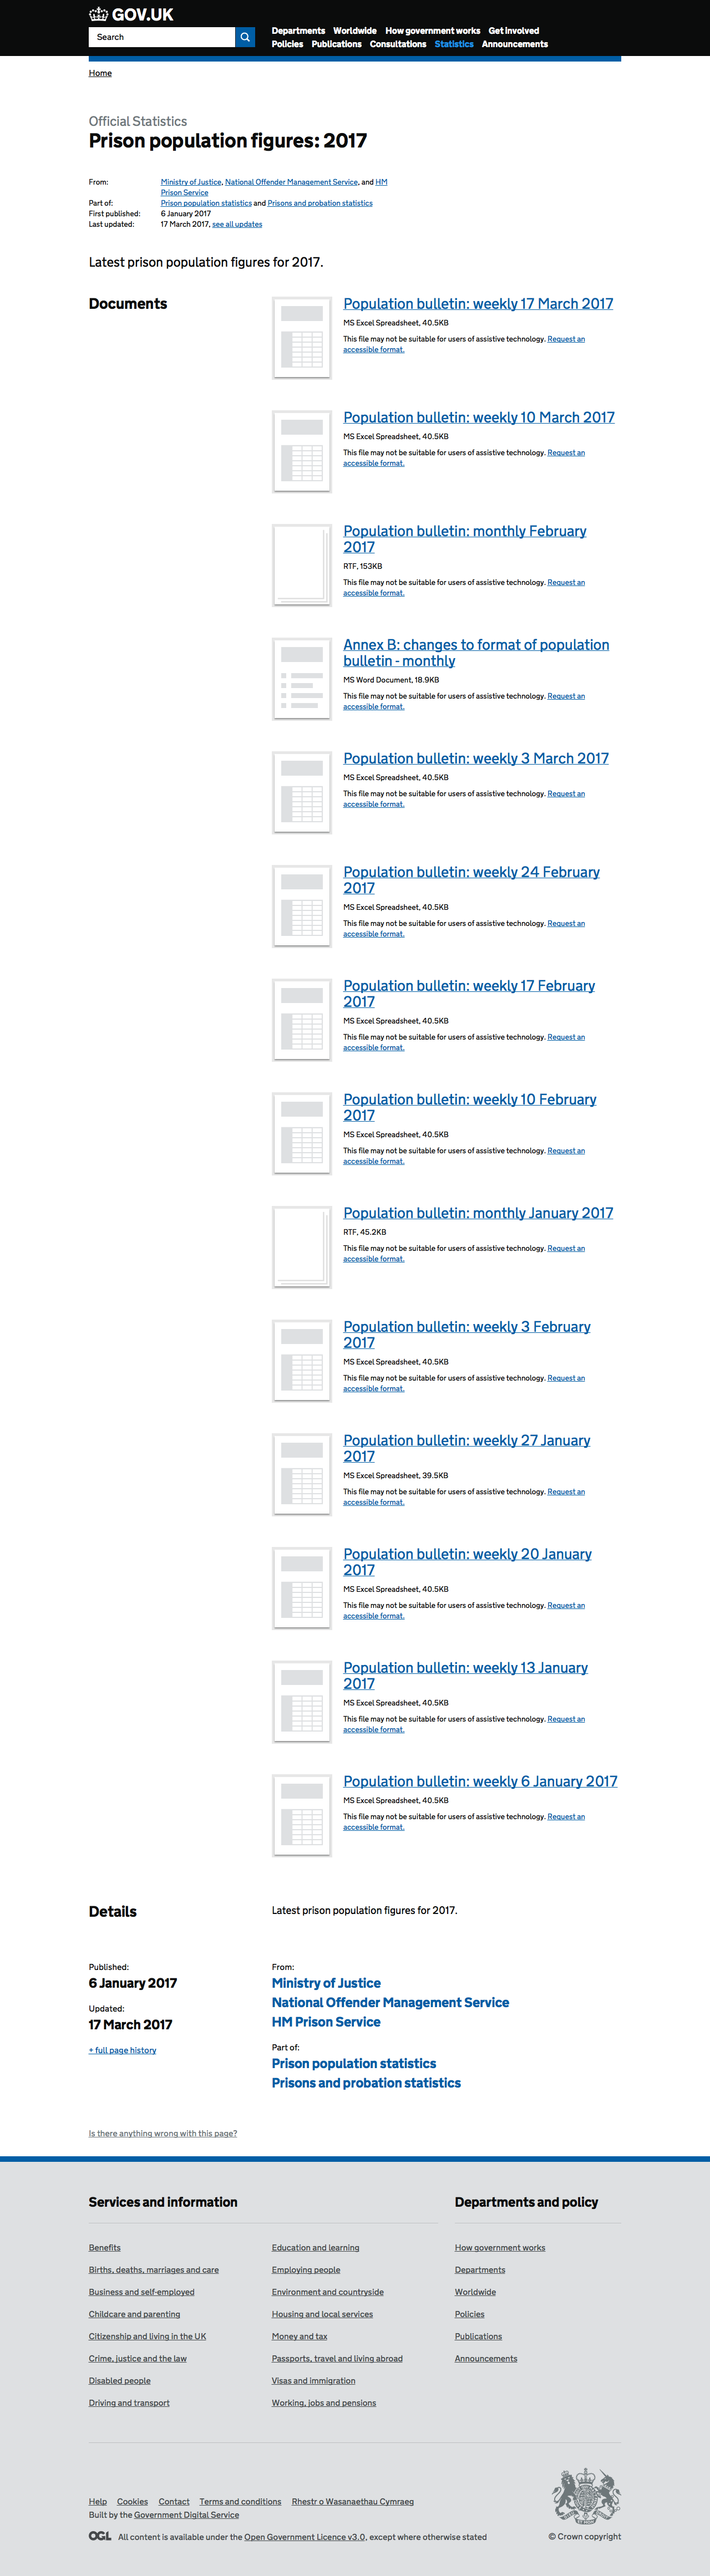 GOV.UK
Search
Departments Worldwide How government works Get involved
Policies Publications Consultations Statistics Announcements
Home
Official Statistics
Prison population figures: 2017
From: Ministry of Justice, National Offender Management Service, and HM
Prison Service
Part of: Prison population statistics and Prisons and probation statistics
First published: 6 January 2017
Last updated: 17 March 2017, see all updates
Latest prison population figures for 2017.
Documents
Population bulletin: weekly 17 March 2017
MS Excel Spreadsheet, 40.5KB
This file may not be suitable for users of assistive technology. Request an
accessible format.
Population bulletin: weekly 10 March 2017
MS Excel Spreadsheet, 40.5KB
This file may not be suitable for users of assistive technology. Request an
accessible format.
Population bulletin: monthly February
2017
RTF, 153KB
This file may not be suitable for users of assistive technology. Request an
accessible format.
Annex B: changes to format of population
bulletin - monthly
MS Word Document, 18.9KB
This file may not be suitable for users of assistive technology. Request an
accessible format.
Population bulletin: weekly 3 March 2017
MS Excel Spreadsheet, 40.5KB
This file may not be suitable for users of assistive technology. Request an
accessible format.
Population bulletin: weekly 24 February
2017
MS Excel Spreadsheet, 40.5KB
This file may not be suitable for users of assistive technology. Request an
accessible format.
Population bulletin: weekly 17 February
2017
MS Excel Spreadsheet, 40.5KB
This file may not be suitable for users of assistive technology. Request an
accessible format.
Population bulletin: weekly 10 February
2017
MS Excel Spreadsheet, 40.5KB
This file may not be suitable for users of assistive technology. Request an
accessible format.
Population bulletin: monthly January 2017
RTF, 45.2KB
This file may not be suitable for users of assistive technology. Request an
accessible format.
Population bulletin: weekly 3 February
2017
MS Excel Spreadsheet, 40.5KB
This file may not be suitable for users of assistive technology. Request an
accessible format.
Population bulletin: weekly 27 January
2017
MS Excel Spreadsheet, 39.5KB
This file may not be suitable for users of assistive technology. Request an
accessible format.
Population bulletin: weekly 20 January
2017
MS Excel Spreadsheet, 40.5KB
This file may not be suitable for users of assistive technology. Request an
accessible format.
Population bulletin: weekly 13 January
2017
MS Excel Spreadsheet, 40.5KB
This file may not be suitable for users of assistive technology. Request an
accessible format.
Population bulletin: weekly 6 January 2017
MS Excel Spreadsheet, 40.5KB
This file may not be suitable for users of assistive technology. Request an
accessible format.
Details
Latest prison population figures for 2017.
Published:
6 January 2017
Updated:
17 March 2017
+ full page history
From:
Ministry of Justice
National Offender Management Service
HM Prison Service
Part of:
Prison population statistics
Prisons and probation statistics
Is there anything wrong with this page?
Services and information
Benefits
Births, deaths, marriages and care
Business and self-employed
Childcare and parenting
Citizenship and living in the UK
Crime, justice and the law
Disabled people
Driving and transport
Education and learning
Employing people
Environment and countryside
Housing and local services
Money and tax
Passports, travel and living abroad
Visas and immigration
Working, jobs and pensions
Departments and policy
How government works
Departments
Worldwide
Policies
Publications
Announcements
Help Cookies Contact Terms and conditions Rhestr o Wasanaethau Cymraeg
Built by the Government Digital Service
OGL All content is available under the Open Government Licence v3.0, except where otherwise stated
© Crown copyright